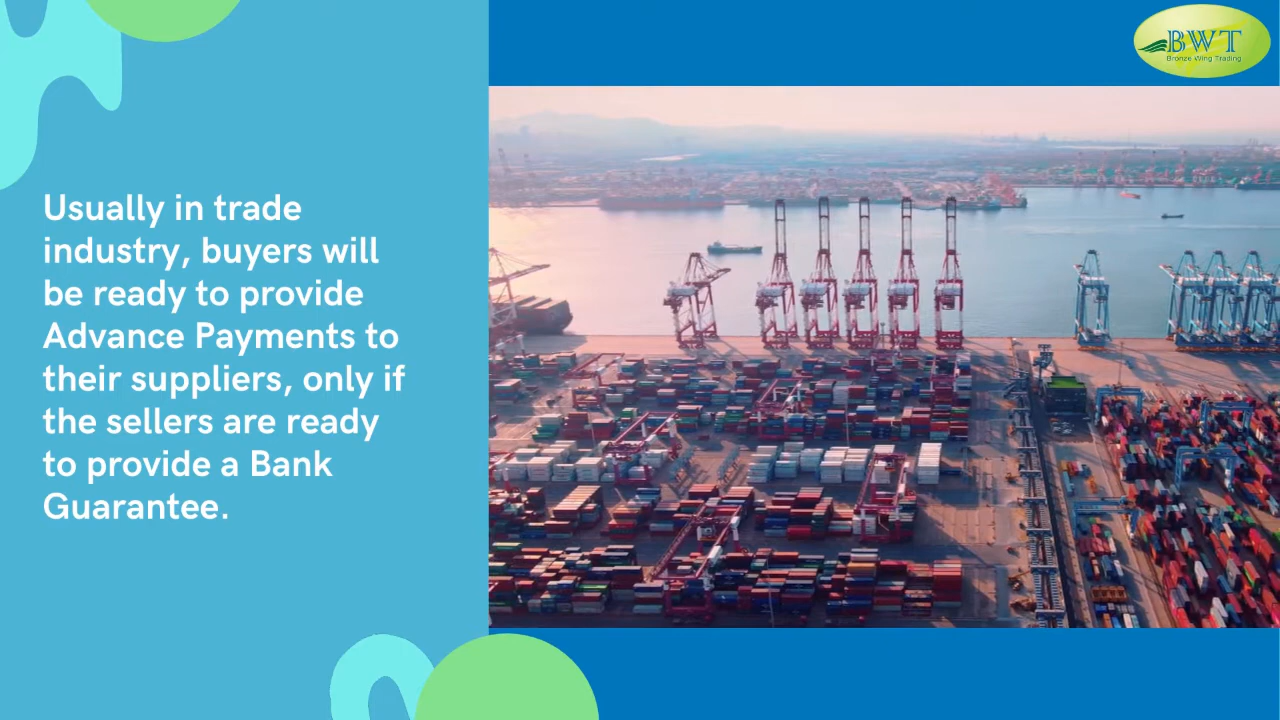 BWT
Bronze Wing Trading
Usually in trade
industry, buyers will
be ready to provide
Advance Payments to
their suppliers, only if
the sellers are ready
to provide a Bank
Guarantee.